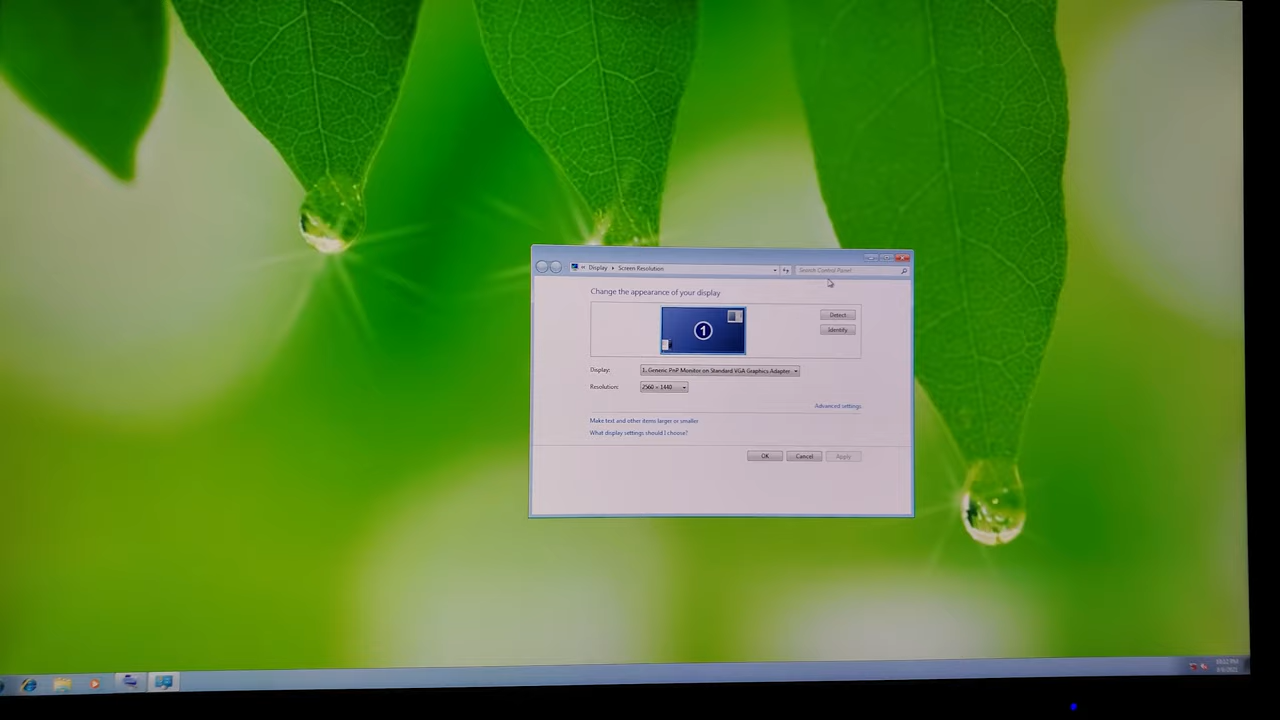 « Display ▸ Screen Resolution
Search Control Panel
Change the appearance of your display
1
Detect
Identify
Display: 1. Generic PnP Monitor on Standard VGA Graphics Adapter
Resolution: 2560 × 1440
Advanced settings
Make text and other items larger or smaller
What display settings should I choose?
OK Cancel Apply